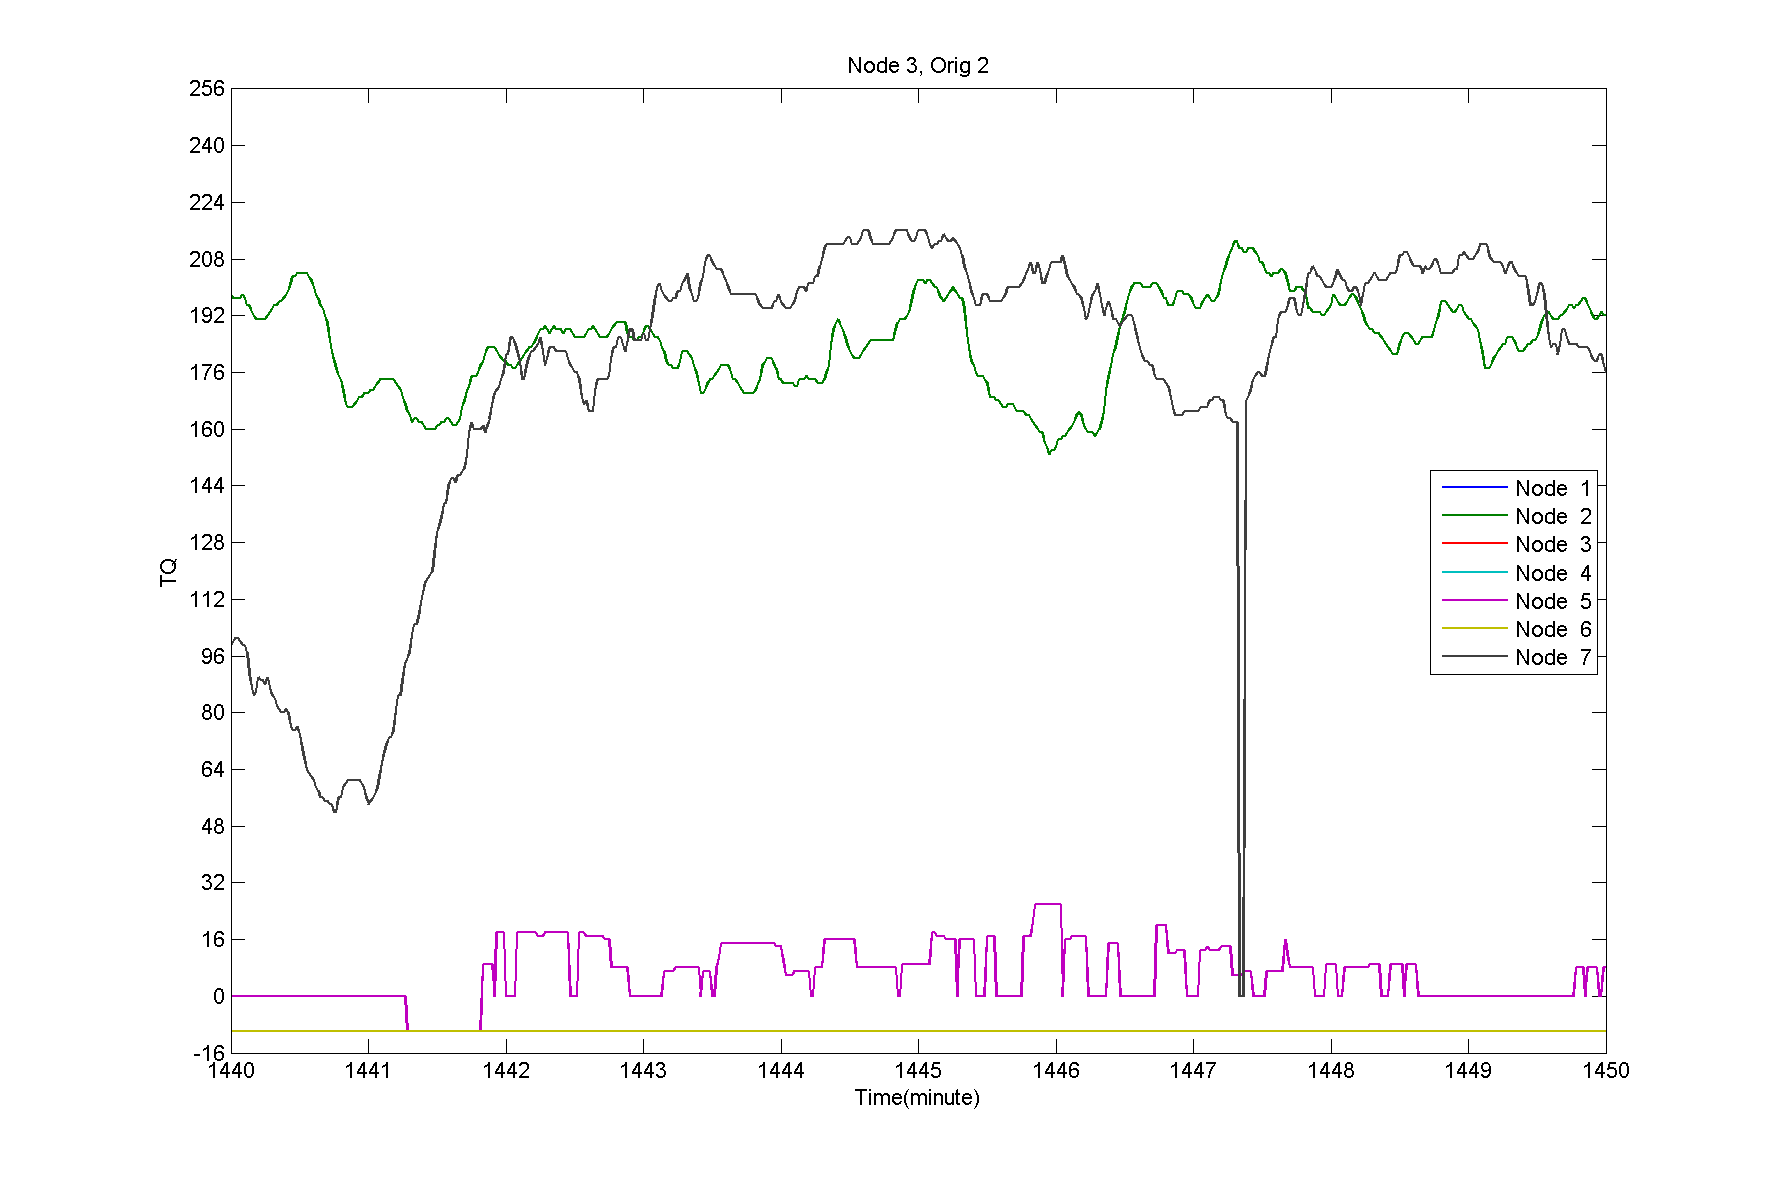 Node 3, Orig 2
256
240
224
208
192
176
160
144
128
112
96
80
64
48
32
16
0
-16
TQ
Node 1
Node 2
Node 3
Node 4
Node 5
Node 6
Node 7
1440 1441 1442 1443 1444 1445 1446 1447 1448 1449 1450
Time(minute)